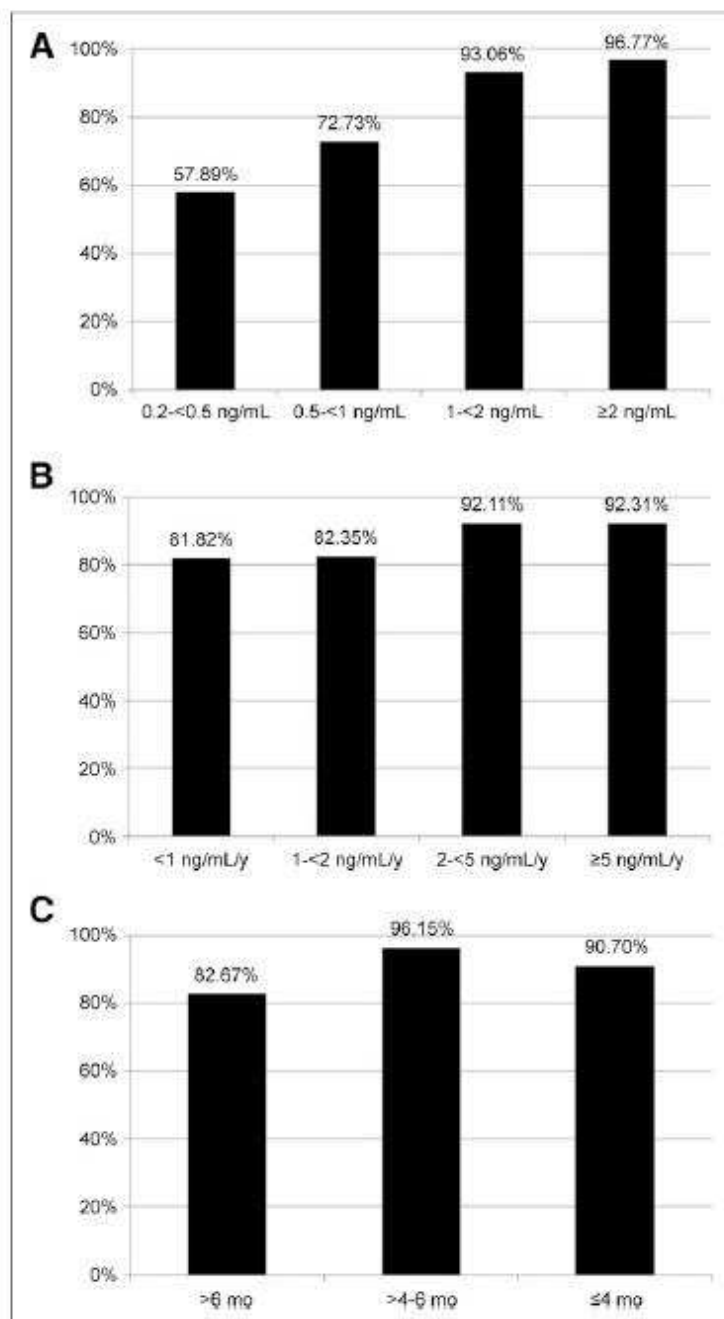 A
100%
80%
60%
40%
20%
0%
57.89%
72.73%
93.06%
96.77%
0.2-<0.5 ng/mL
0.5-<1 ng/mL
1-<2 ng/mL
≥2 ng/mL
B
100%
80%
60%
40%
20%
0%
81.82%
82.35%
92.11%
92.31%
<1 ng/mL/y
1-<2 ng/mL/y
2-<5 ng/mL/y
≥5 ng/mL/y
C
100%
80%
60%
40%
20%
0%
82.67%
96.15%
90.70%
>6 mo
>4-6 mo
≤4 mo